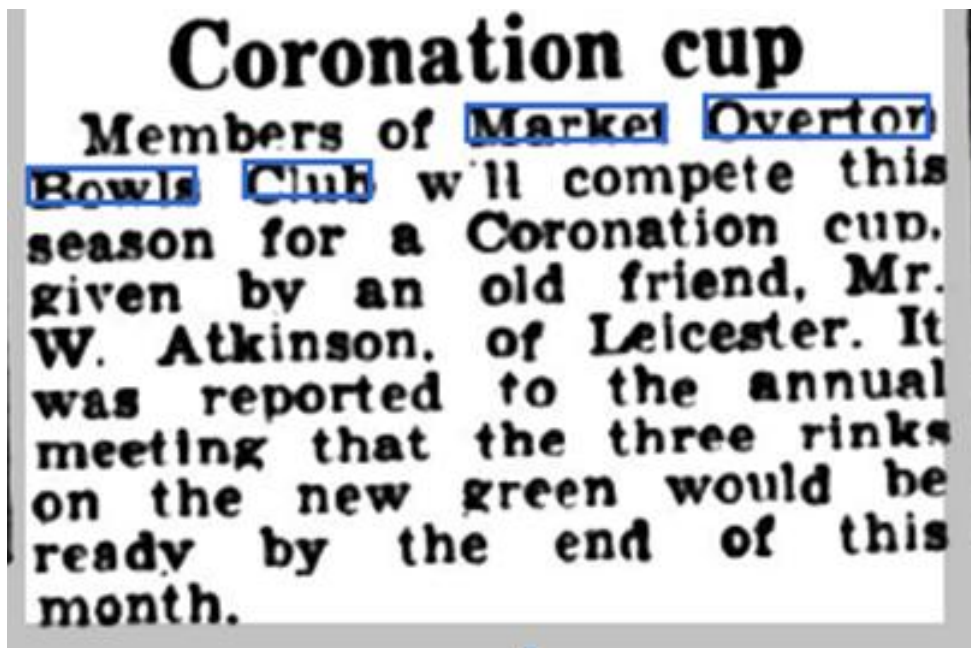 Coronation cup
Members of Market Overton
Bowls Club will compete this
season for a Coronation cup,
given by an old friend, Mr.
W. Atkinson, of Leicester. It
was reported to the annual
meeting that the three rinks
on the new green would be
ready by the end of this
month.